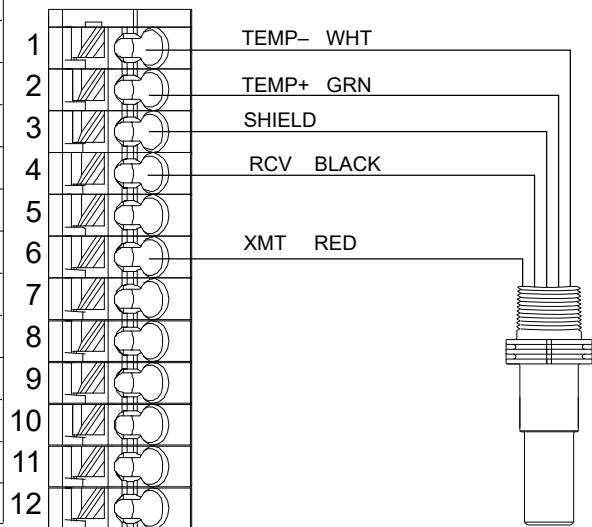 1 TEMP– WHT
2 TEMP+ GRN
3 SHIELD
4 RCV BLACK
5
6 XMT RED
7
8
9
10
11
12